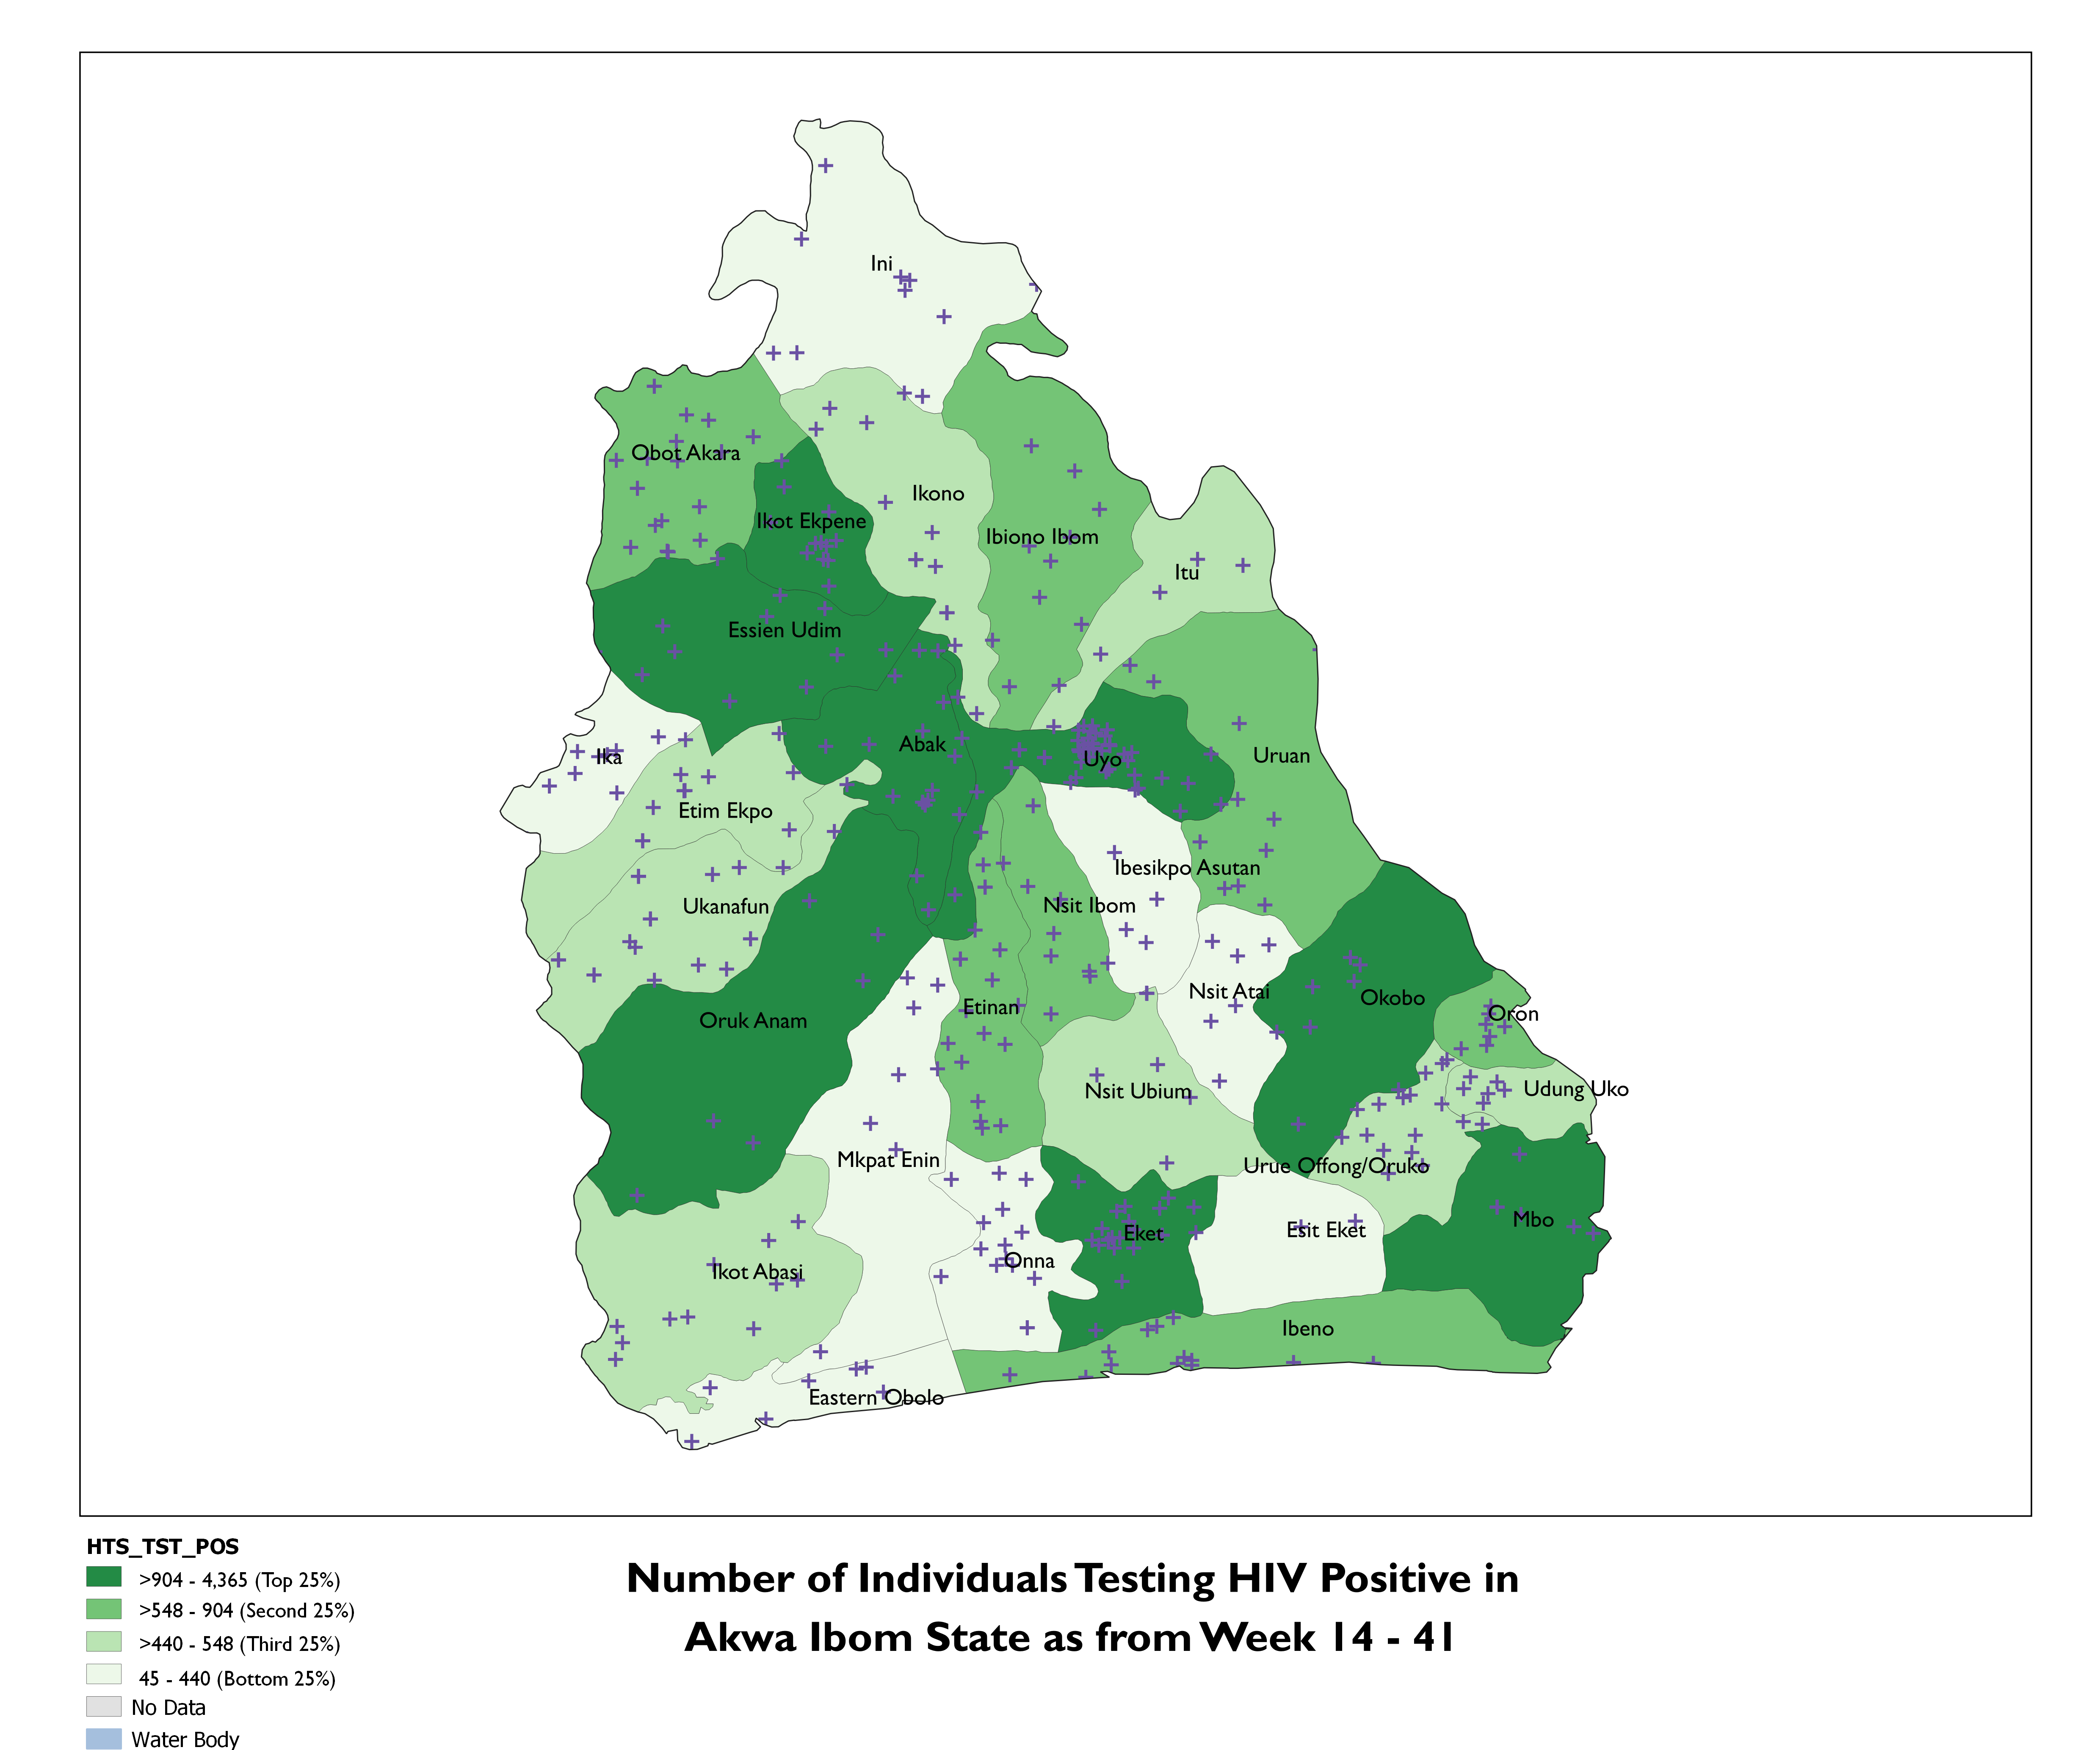 Ini
Obot Akara
Ikono
Ikot Ekpene
Ibiono Ibom
Itu
Essien Udim
Abak
Ika
Uyo
Uruan
Etim Ekpo
Ibesikpo Asutan
Ukanafun
Nsit Ibom
Nsit Atai
Okobo
Etinan
Oron
Oruk Anam
Nsit Ubium
Udung Uko
Mkpat Enin
Urue Offong/Oruko
Mbo
Eket
Esit Eket
Onna
Ikot Abasi
Ibeno
Eastern Obolo
HTS_TST_POS
>904 - 4,365 (Top 25%)
>548 - 904 (Second 25%)
>440 - 548 (Third 25%)
45 - 440 (Bottom 25%)
No Data
Water Body
Number of Individuals Testing HIV Positive in
Akwa Ibom State as from Week 14 - 41